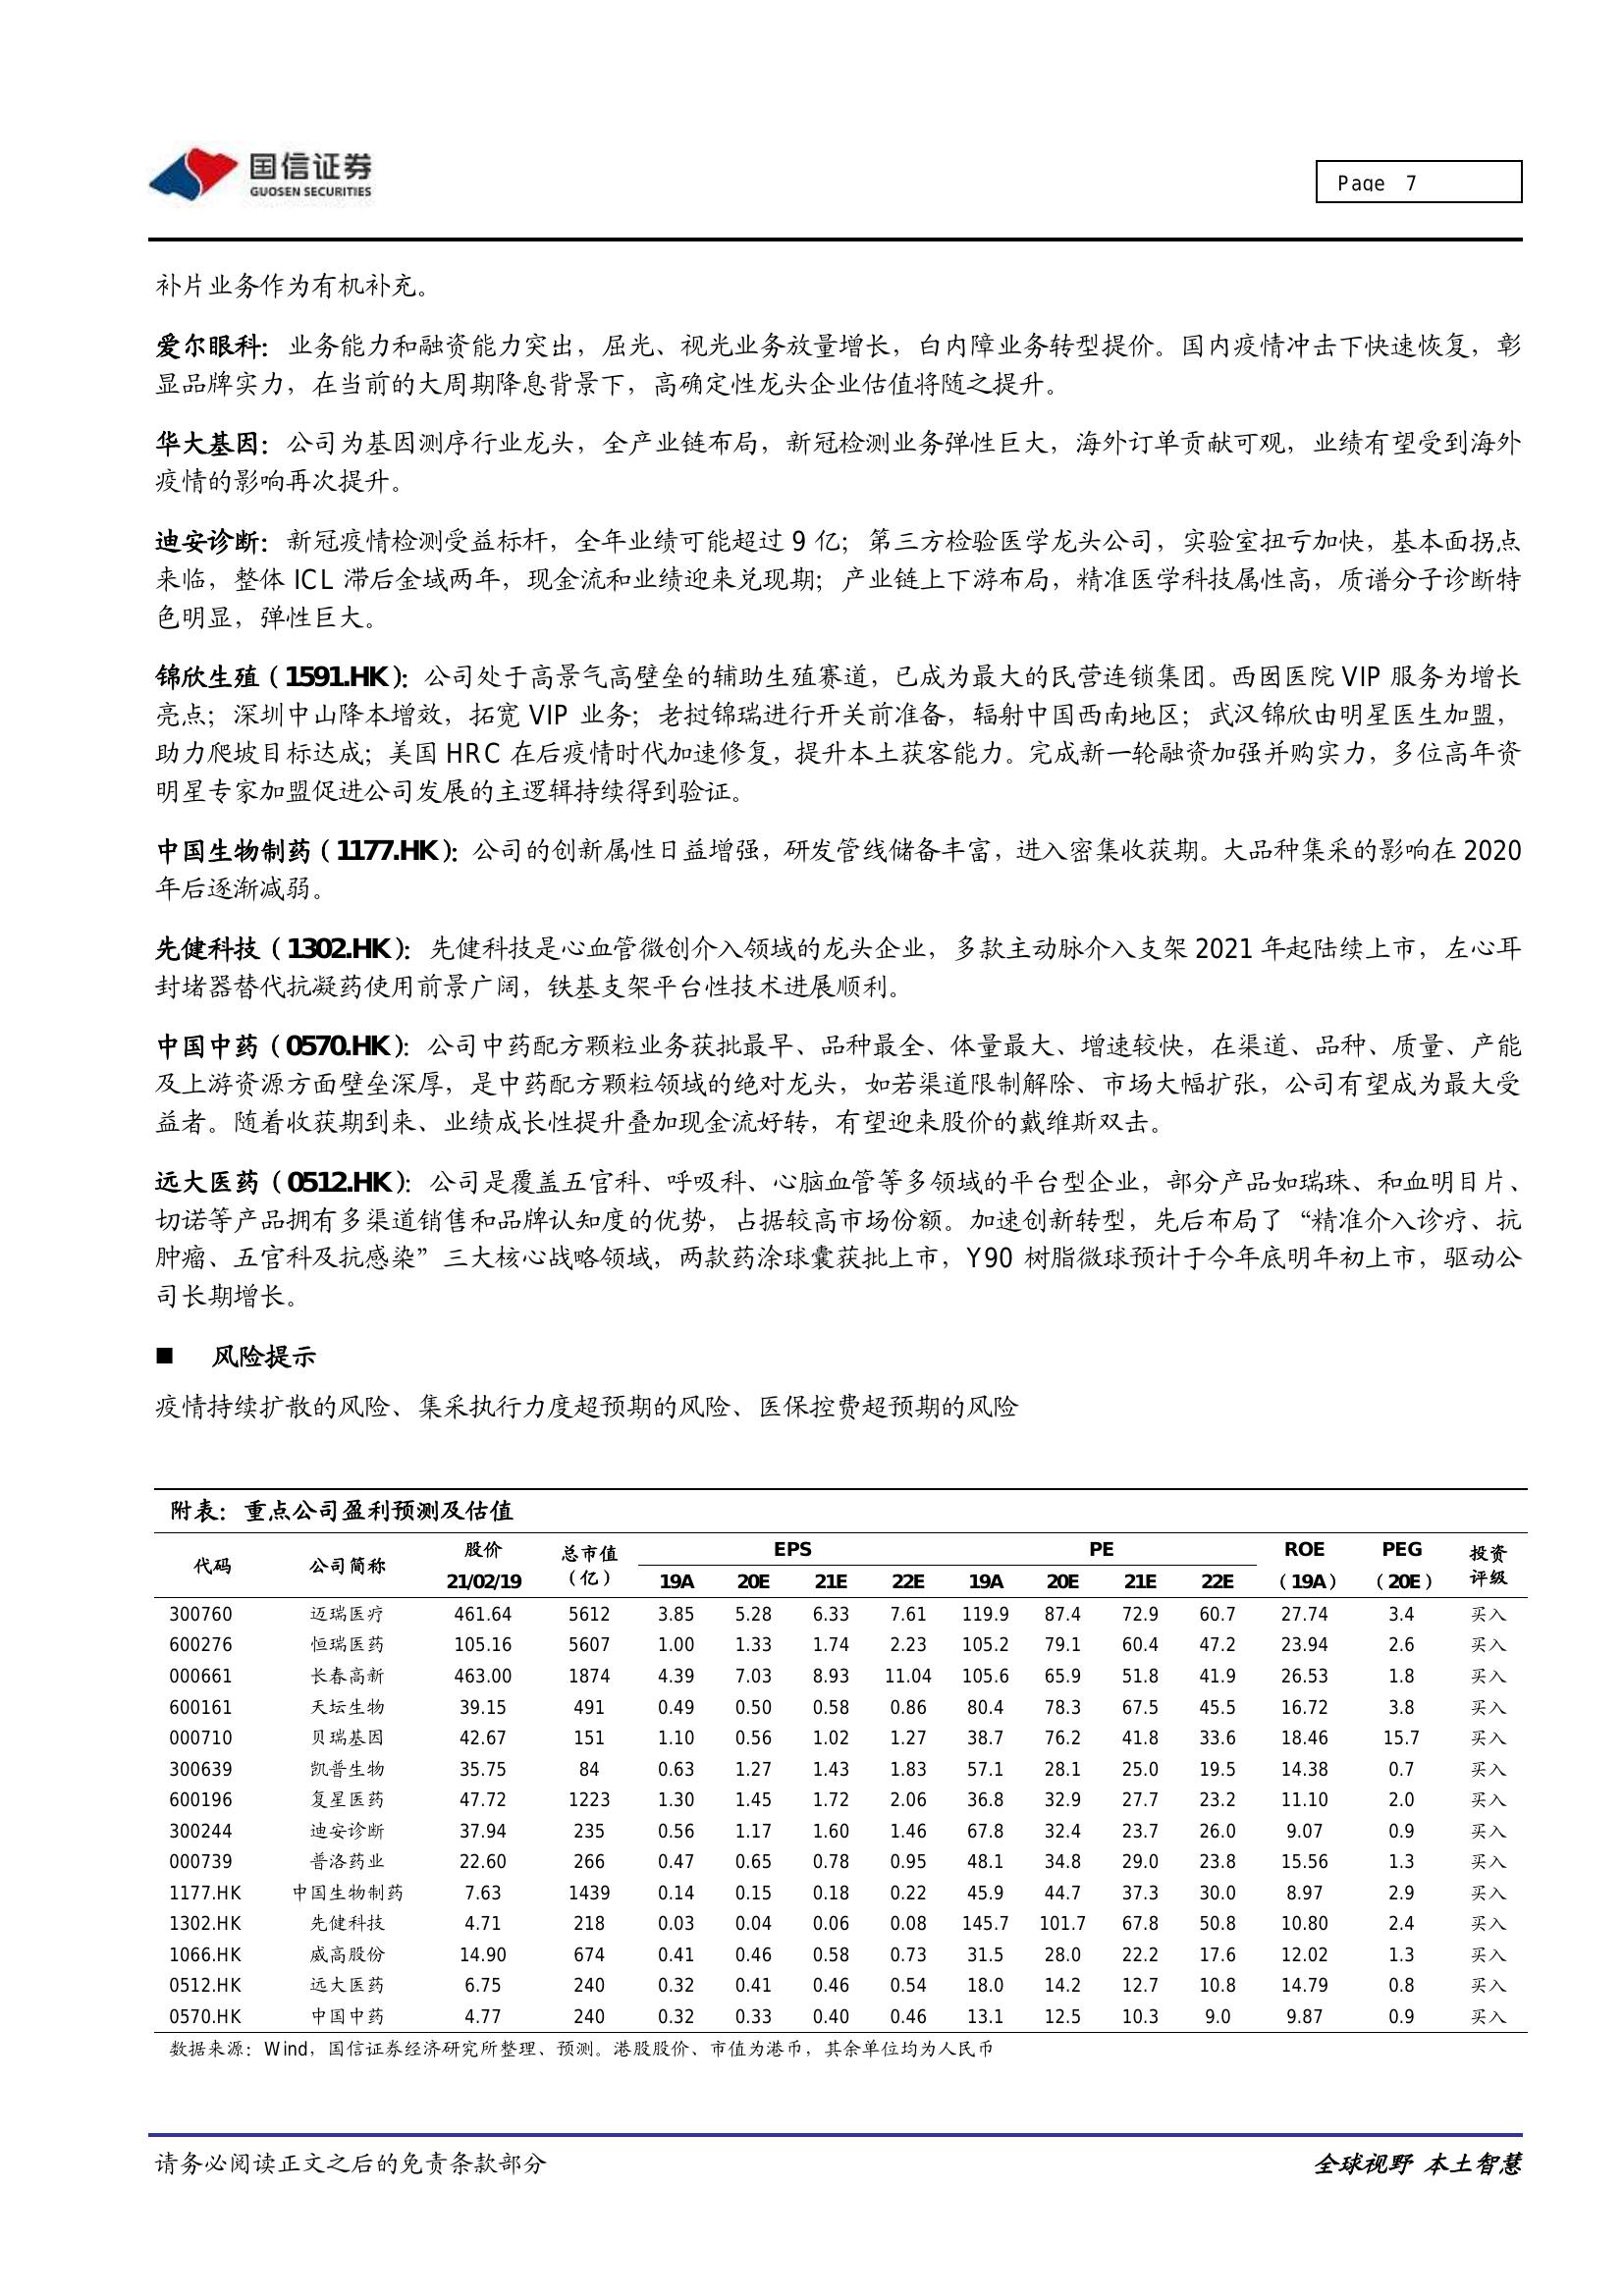 国信证券
GUOSEN SECURITIES
Page 7
补片业务作为有机补充。
爱尔眼科：业务能力和融资能力突出，屈光、视光业务放量增长，白内障业务转型提价。国内疫情冲击下快速恢复，彰
显品牌实力，在当前的大周期降息背景下，高确定性龙头企业估值将随之提升。
华大基因：公司为基因测序行业龙头，全产业链布局，新冠检测业务弹性巨大，海外订单贡献可观，业绩有望受到海外
疫情的影响再次提升。
迪安诊断：新冠疫情检测受益标杆，全年业绩可能超过 9 亿；第三方检验医学龙头公司，实验室扭亏加快，基本面拐点
来临，整体 ICL 滞后金域两年，现金流和业绩迎来兑现期；产业链上下游布局，精准医学科技属性高，质谱分子诊断特
色明显，弹性巨大。
锦欣生殖（1591.HK）：公司处于高景气高壁垒的辅助生殖赛道，已成为最大的民营连锁集团。西囡医院 VIP 服务为增长
亮点；深圳中山降本增效，拓宽 VIP 业务；老挝锦瑞进行开关前准备，辐射中国西南地区；武汉锦欣由明星医生加盟，
助力爬坡目标达成；美国 HRC 在后疫情时代加速修复，提升本土获客能力。完成新一轮融资加强并购实力，多位高年资
明星专家加盟促进公司发展的主逻辑持续得到验证。
中国生物制药（1177.HK）：公司的创新属性日益增强，研发管线储备丰富，进入密集收获期。大品种集采的影响在 2020
年后逐渐减弱。
先健科技（1302.HK）：先健科技是心血管微创介入领域的龙头企业，多款主动脉介入支架 2021 年起陆续上市，左心耳
封堵器替代抗凝药使用前景广阔，铁基支架平台性技术进展顺利。
中国中药（0570.HK）：公司中药配方颗粒业务获批最早、品种最全、体量最大、增速较快，在渠道、品种、质量、产能
及上游资源方面壁垒深厚，是中药配方颗粒领域的绝对龙头，如若渠道限制解除、市场大幅扩张，公司有望成为最大受
益者。随着收获期到来、业绩成长性提升叠加现金流好转，有望迎来股价的戴维斯双击。
远大医药（0512.HK）：公司是覆盖五官科、呼吸科、心脑血管等多领域的平台型企业，部分产品如瑞珠、和血明目片、
切诺等产品拥有多渠道销售和品牌认知度的优势，占据较高市场份额。加速创新转型，先后布局了“精准介入诊疗、抗
肿瘤、五官科及抗感染”三大核心战略领域，两款药涂球囊获批上市，Y90 树脂微球预计于今年底明年初上市，驱动公
司长期增长。
■ 风险提示
疫情持续扩散的风险、集采执行力度超预期的风险、医保控费超预期的风险
附表：重点公司盈利预测及估值
代码 公司简称 股价 总市值（亿） EPS PE ROE PEG 投资评级
21/02/19 19A 20E 21E 22E 19A 20E 21E 22E （19A） （20E）
300760 迈瑞医疗 461.64 5612 3.85 5.28 6.33 7.61 119.9 87.4 72.9 60.7 27.74 3.4 买入
600276 恒瑞医药 105.16 5607 1.00 1.33 1.74 2.23 105.2 79.1 60.4 47.2 23.94 2.6 买入
000661 长春高新 463.00 1874 4.39 7.03 8.93 11.04 105.6 65.9 51.8 41.9 26.53 1.8 买入
600161 天坛生物 39.15 491 0.49 0.50 0.58 0.86 80.4 78.3 67.5 45.5 16.72 3.8 买入
000710 贝瑞基因 42.67 151 1.10 0.56 1.02 1.27 38.7 76.2 41.8 33.6 18.46 15.7 买入
300639 凯普生物 35.75 84 0.63 1.27 1.43 1.83 57.1 28.1 25.0 19.5 14.38 0.7 买入
600196 复星医药 47.72 1223 1.30 1.45 1.72 2.06 36.8 32.9 27.7 23.2 11.10 2.0 买入
300244 迪安诊断 37.94 235 0.56 1.17 1.60 1.46 67.8 32.4 23.7 26.0 9.07 0.9 买入
000739 普洛药业 22.60 266 0.47 0.65 0.78 0.95 48.1 34.8 29.0 23.8 15.56 1.3 买入
1177.HK 中国生物制药 7.63 1439 0.14 0.15 0.18 0.22 45.9 44.7 37.3 30.0 8.97 2.9 买入
1302.HK 先健科技 4.71 218 0.03 0.04 0.06 0.08 145.7 101.7 67.8 50.8 10.80 2.4 买入
1066.HK 威高股份 14.90 674 0.41 0.46 0.58 0.73 31.5 28.0 22.2 17.6 12.02 1.3 买入
0512.HK 远大医药 6.75 240 0.32 0.41 0.46 0.54 18.0 14.2 12.7 10.8 14.79 0.8 买入
0570.HK 中国中药 4.77 240 0.32 0.33 0.40 0.46 13.1 12.5 10.3 9.0 9.87 0.9 买入
数据来源：Wind，国信证券经济研究所整理、预测。港股股价、市值为港币，其余单位均为人民币
请务必阅读正文之后的免责条款部分
全球视野 本土智慧